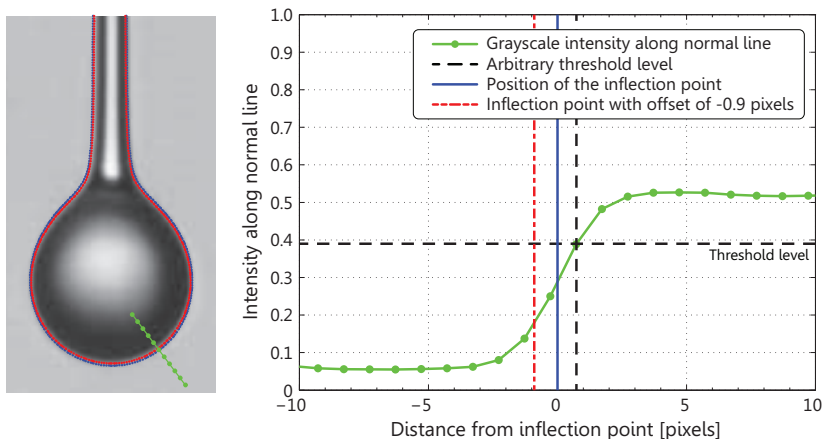 1.0
0.9
0.8
0.7
0.6
0.5
0.4
0.3
0.2
0.1
0
Intensity along normal line
Grayscale intensity along normal line
Arbitrary threshold level
Position of the inflection point
Inflection point with offset of -0.9 pixels
Threshold level
−10 −5 0 5 10
Distance from inflection point [pixels]